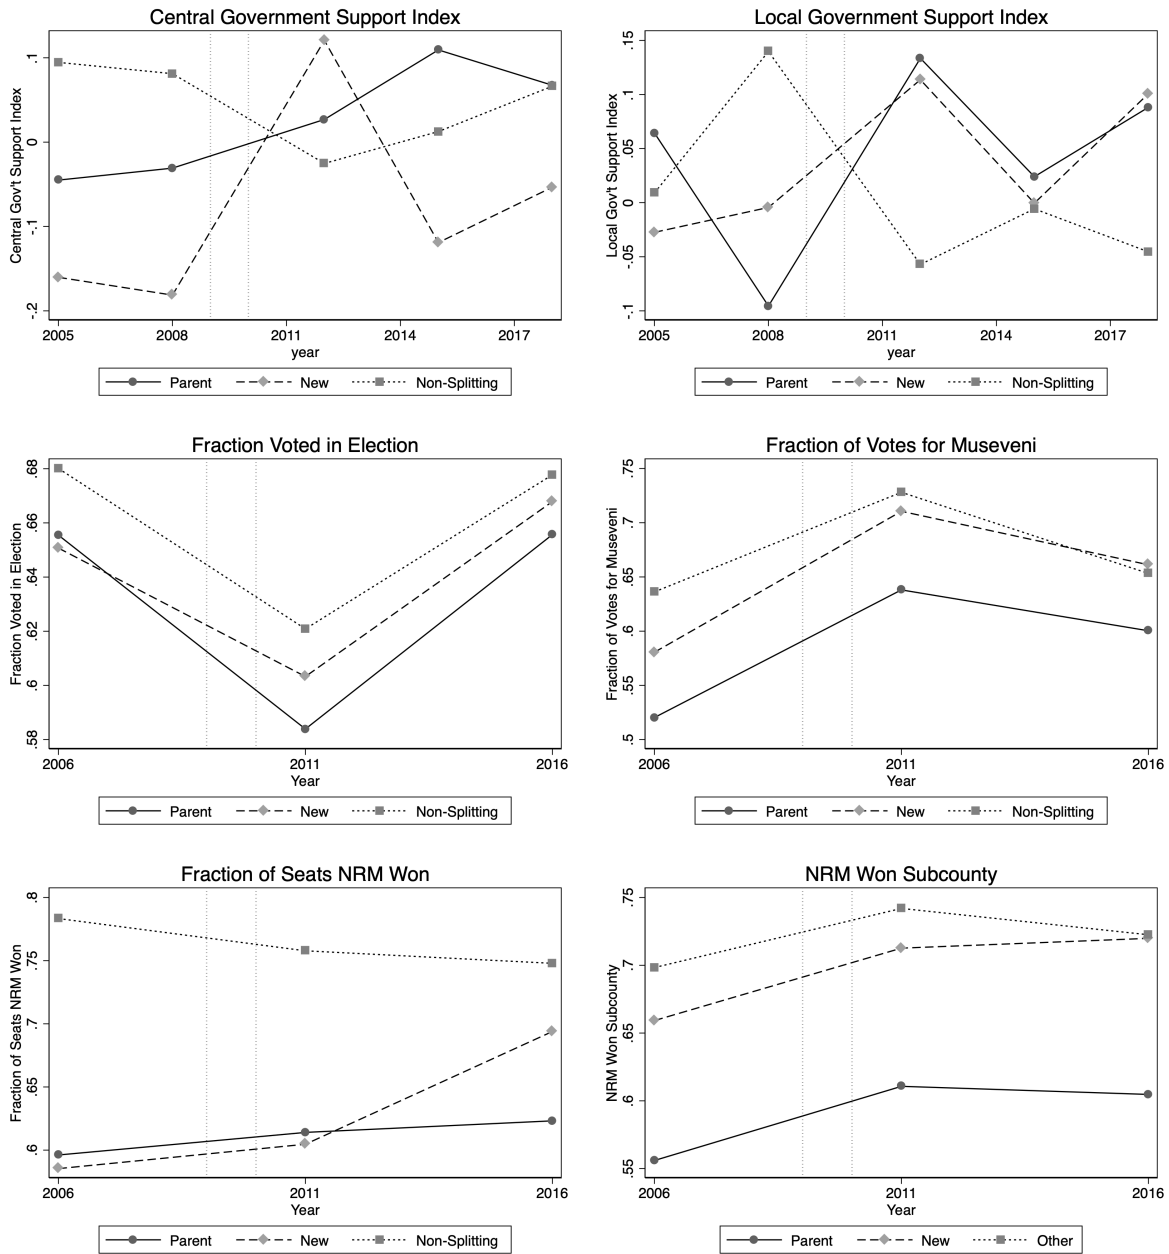 Central Government Support Index
Central Gov't Support Index
.1
0
-.1
-.2
2005 2008 2011 2014 2017
year
Parent New Non-Splitting
Local Government Support Index
Local Gov't Support Index
.15
.1
.05
0
-.05
-.1
2005 2008 2011 2014 2017
year
Parent New Non-Splitting
Fraction Voted in Election
Fraction Voted in Election
.68
.66
.64
.62
.6
.58
2006 2011 2016
Year
Parent New Non-Splitting
Fraction of Votes for Museveni
Fraction of Votes for Museveni
.75
.7
.65
.6
.55
.5
2006 2011 2016
Year
Parent New Non-Splitting
Fraction of Seats NRM Won
Fraction of Seats NRM Won
.8
.75
.7
.65
.6
2006 2011 2016
Year
Parent New Non-Splitting
NRM Won Subcounty
NRM Won Subcounty
.75
.7
.65
.6
.55
2006 2011 2016
Year
Parent New Other